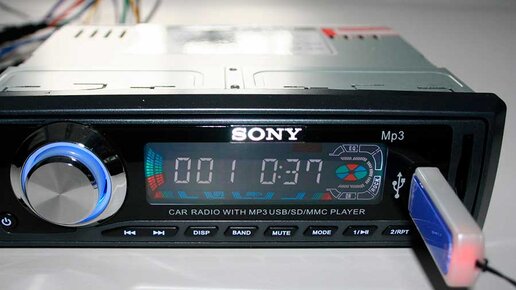 SONY
Mp3
001 0:37
CAR RADIO WITH MP3 USB/SD/MMC PLAYER
DISP BAND MUTE MODE 1/⏯ 2/RPT